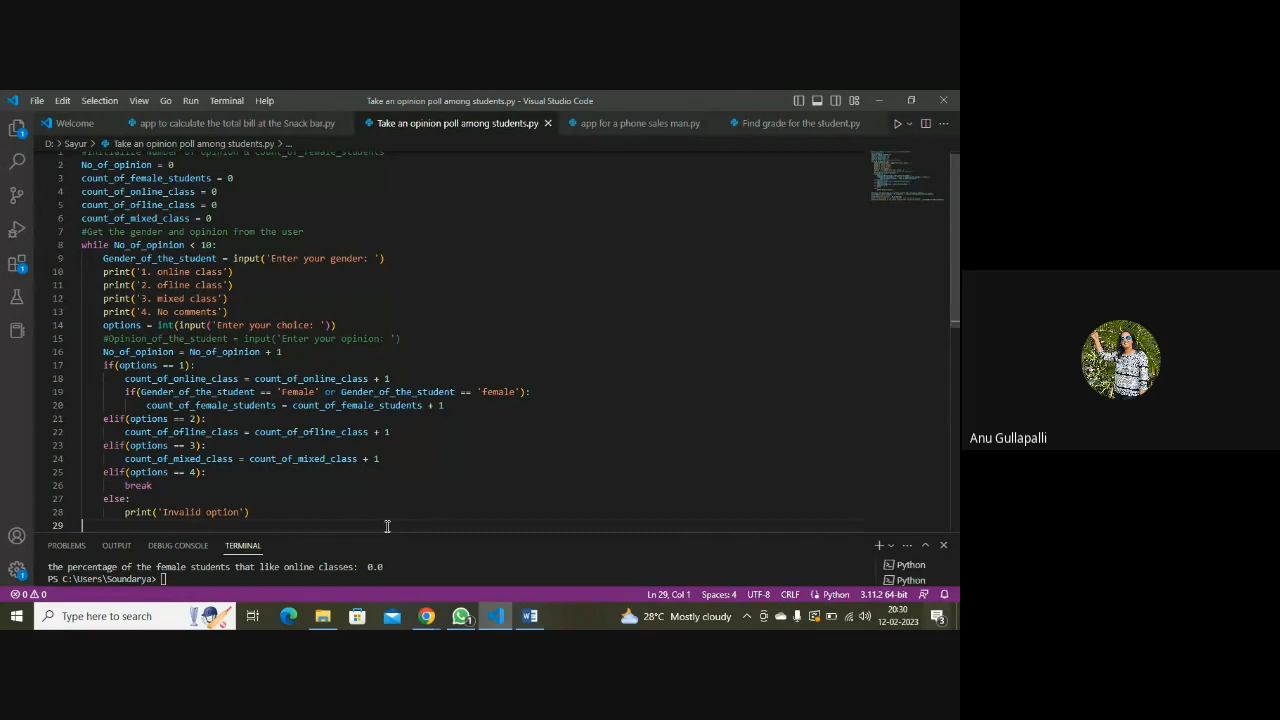 File Edit Selection View Go Run Terminal Help
Take an opinion poll among students.py - Visual Studio Code
Welcome
app to calculate the total bill at the Snack bar.py
Take an opinion poll among students.py
app for a phone sales man.py
Find grade for the student.py
D: > Sayur > Take an opinion poll among students.py > ...
1 #Initialize Number of opinion & count_of_female_students
2 No_of_opinion = 0
3 count_of_female_students = 0
4 count_of_online_class = 0
5 count_of_ofline_class = 0
6 count_of_mixed_class = 0
7 #Get the gender and opinion from the user
8 while No_of_opinion < 10:
9 Gender_of_the_student = input('Enter your gender: ')
10 print('1. online class')
11 print('2. ofline class')
12 print('3. mixed class')
13 print('4. No comments')
14 options = int(input('Enter your choice: '))
15 #Opinion_of_the_student = input('Enter your opinion: ')
16 No_of_opinion = No_of_opinion + 1
17 if(options == 1):
18 count_of_online_class = count_of_online_class + 1
19 if(Gender_of_the_student == 'Female' or Gender_of_the_student == 'female'):
20 count_of_female_students = count_of_female_students + 1
21 elif(options == 2):
22 count_of_ofline_class = count_of_ofline_class + 1
23 elif(options == 3):
24 count_of_mixed_class = count_of_mixed_class + 1
25 elif(options == 4):
26 break
27 else:
28 print('Invalid option')
29
PROBLEMS OUTPUT DEBUG CONSOLE TERMINAL
the percentage of the female students that like online classes: 0.0
PS C:\Users\Soundarya>
Python
Python
0 0
Ln 29, Col 1 Spaces: 4 UTF-8 CRLF Python 3.11.2 64-bit
Type here to search
28°C Mostly cloudy
20:30
12-02-2023
Anu Gullapalli